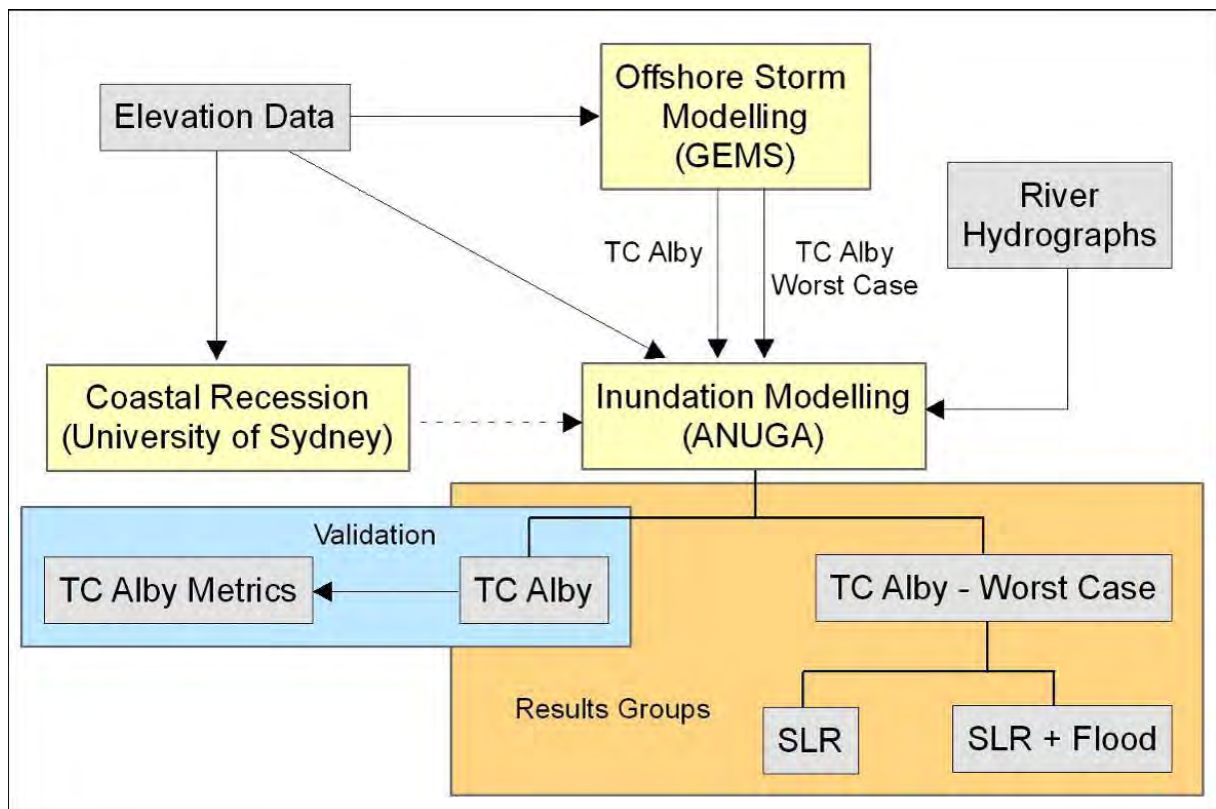 Elevation Data
Offshore Storm
Modelling
(GEMS)
River
Hydrographs
TC Alby
TC Alby
Worst Case
Coastal Recession
(University of Sydney)
Inundation Modelling
(ANUGA)
Validation
TC Alby Metrics
TC Alby
TC Alby - Worst Case
Results Groups
SLR
SLR + Flood